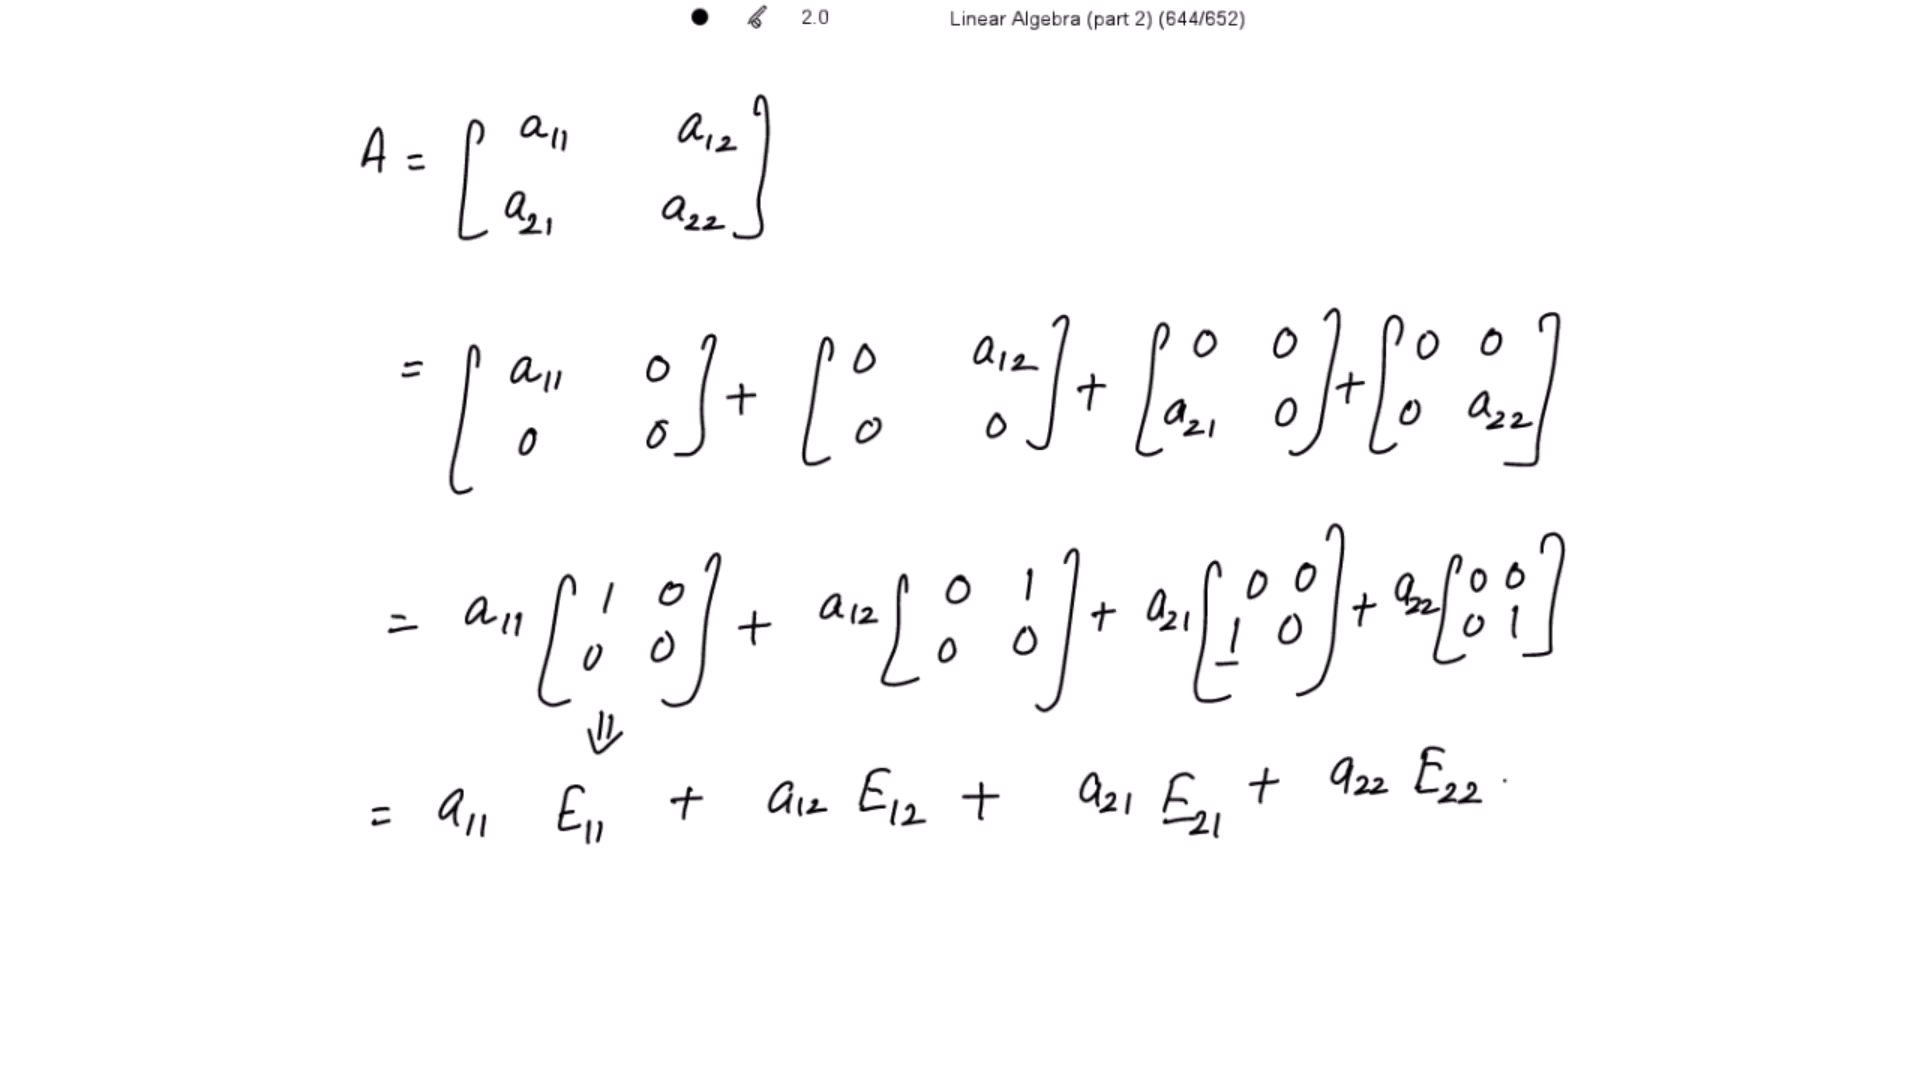 2.0 Linear Algebra (part 2) (644/652)
A = [ a11 a12
a21 a22 ]
= [ a11 0 ] + [ 0 a12 ] + [ 0 0 ] + [ 0 0 ]
[ 0 0 ] [ 0 0 ] [ a21 0 ] [ 0 a22 ]
= a11 [ 1 0 ] + a12 [ 0 1 ] + a21 [ 0 0 ] + a22 [ 0 0 ]
[ 0 0 ] [ 0 0 ] [ 1 0 ] [ 0 1 ]
⇓
= a11 E11 + a12 E12 + a21 E21 + a22 E22 .